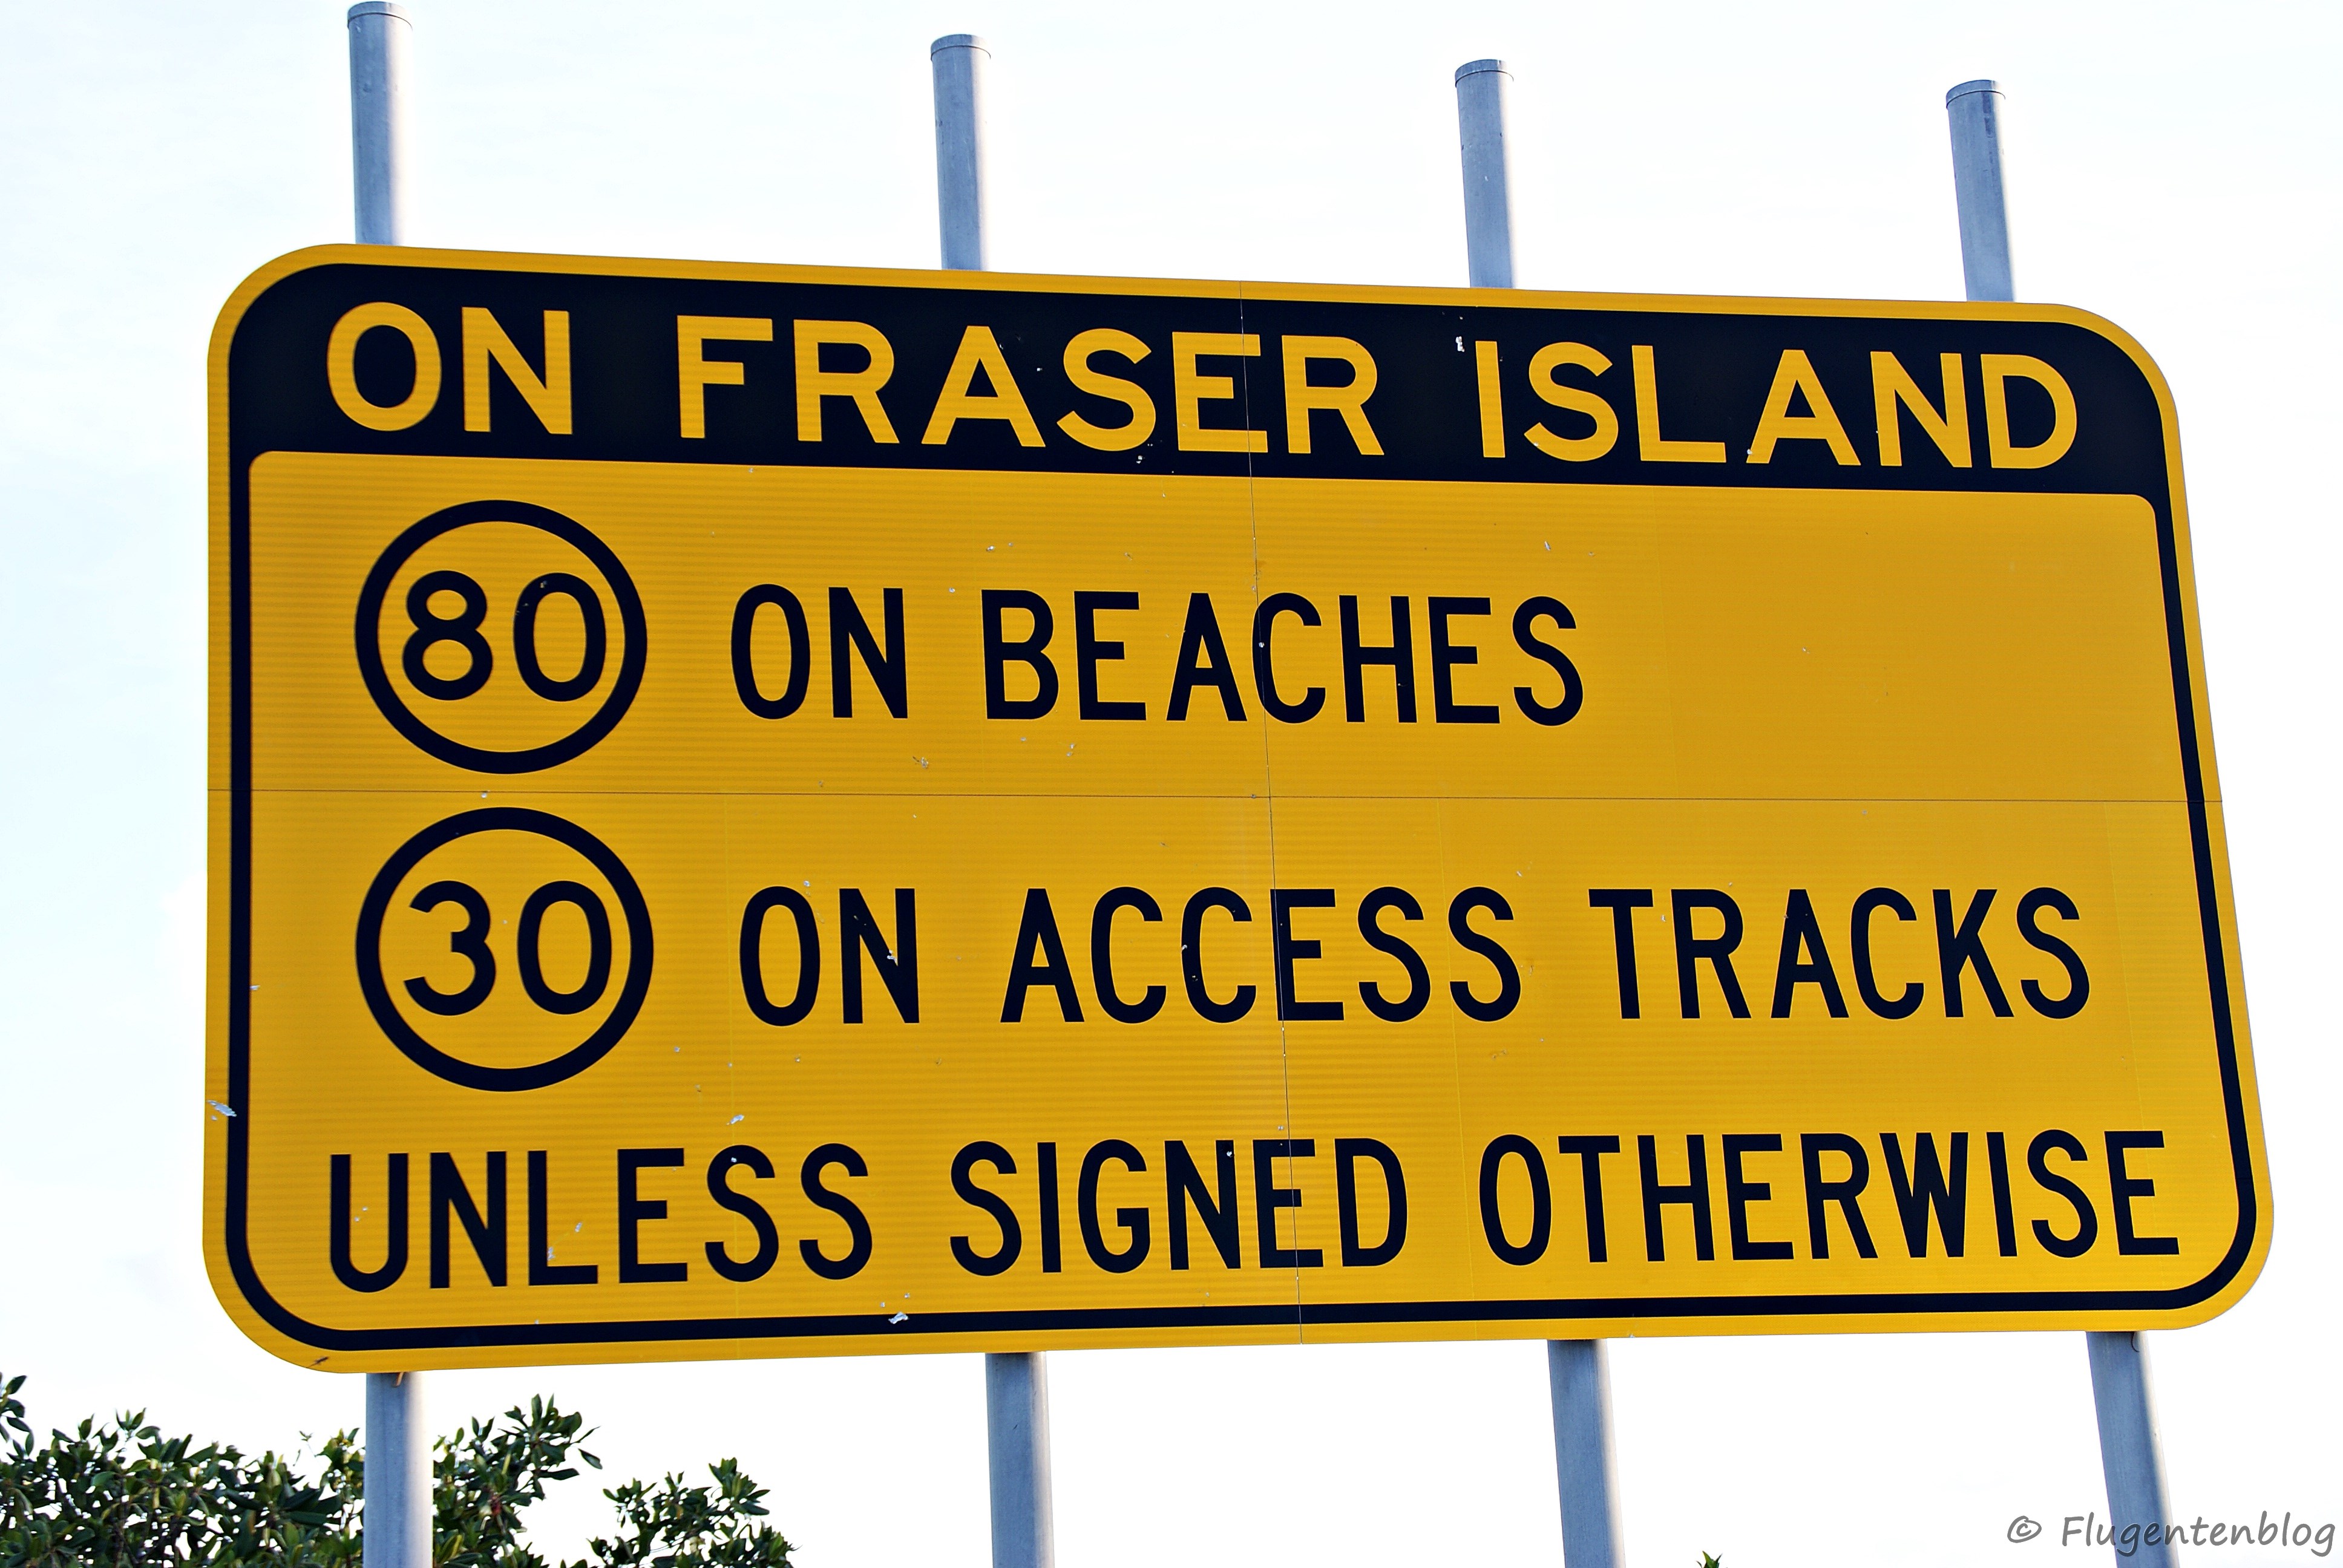 ON FRASER ISLAND
80 ON BEACHES
30 ON ACCESS TRACKS
UNLESS SIGNED OTHERWISE
© Flugentenblog